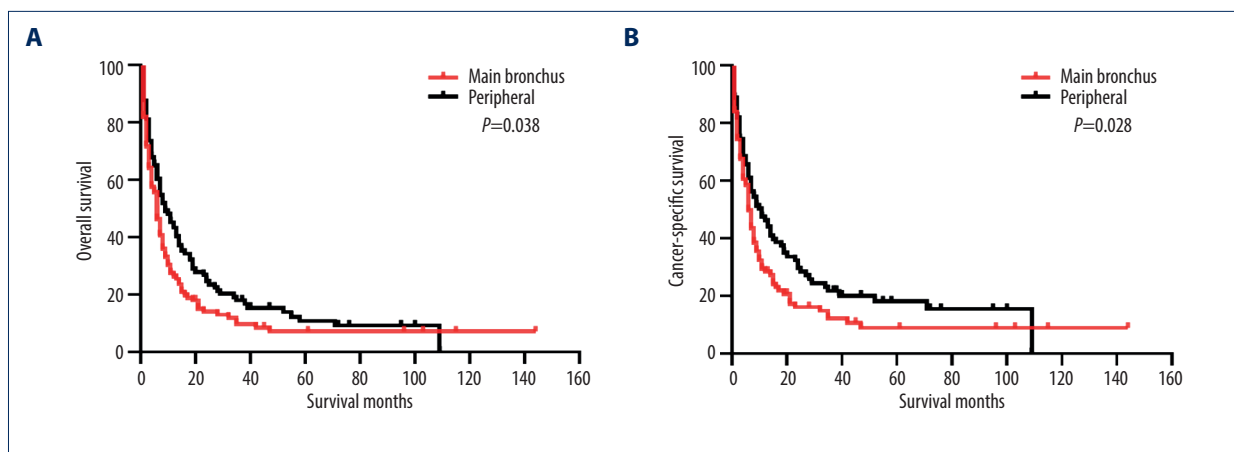 A
Overall survival
100
80
60
40
20
0
0 20 40 60 80 100 120 140 160
Survival months
Main bronchus
Peripheral
P=0.038
B
Cancer-specific survival
100
80
60
40
20
0
0 20 40 60 80 100 120 140 160
Survival months
Main bronchus
Peripheral
P=0.028